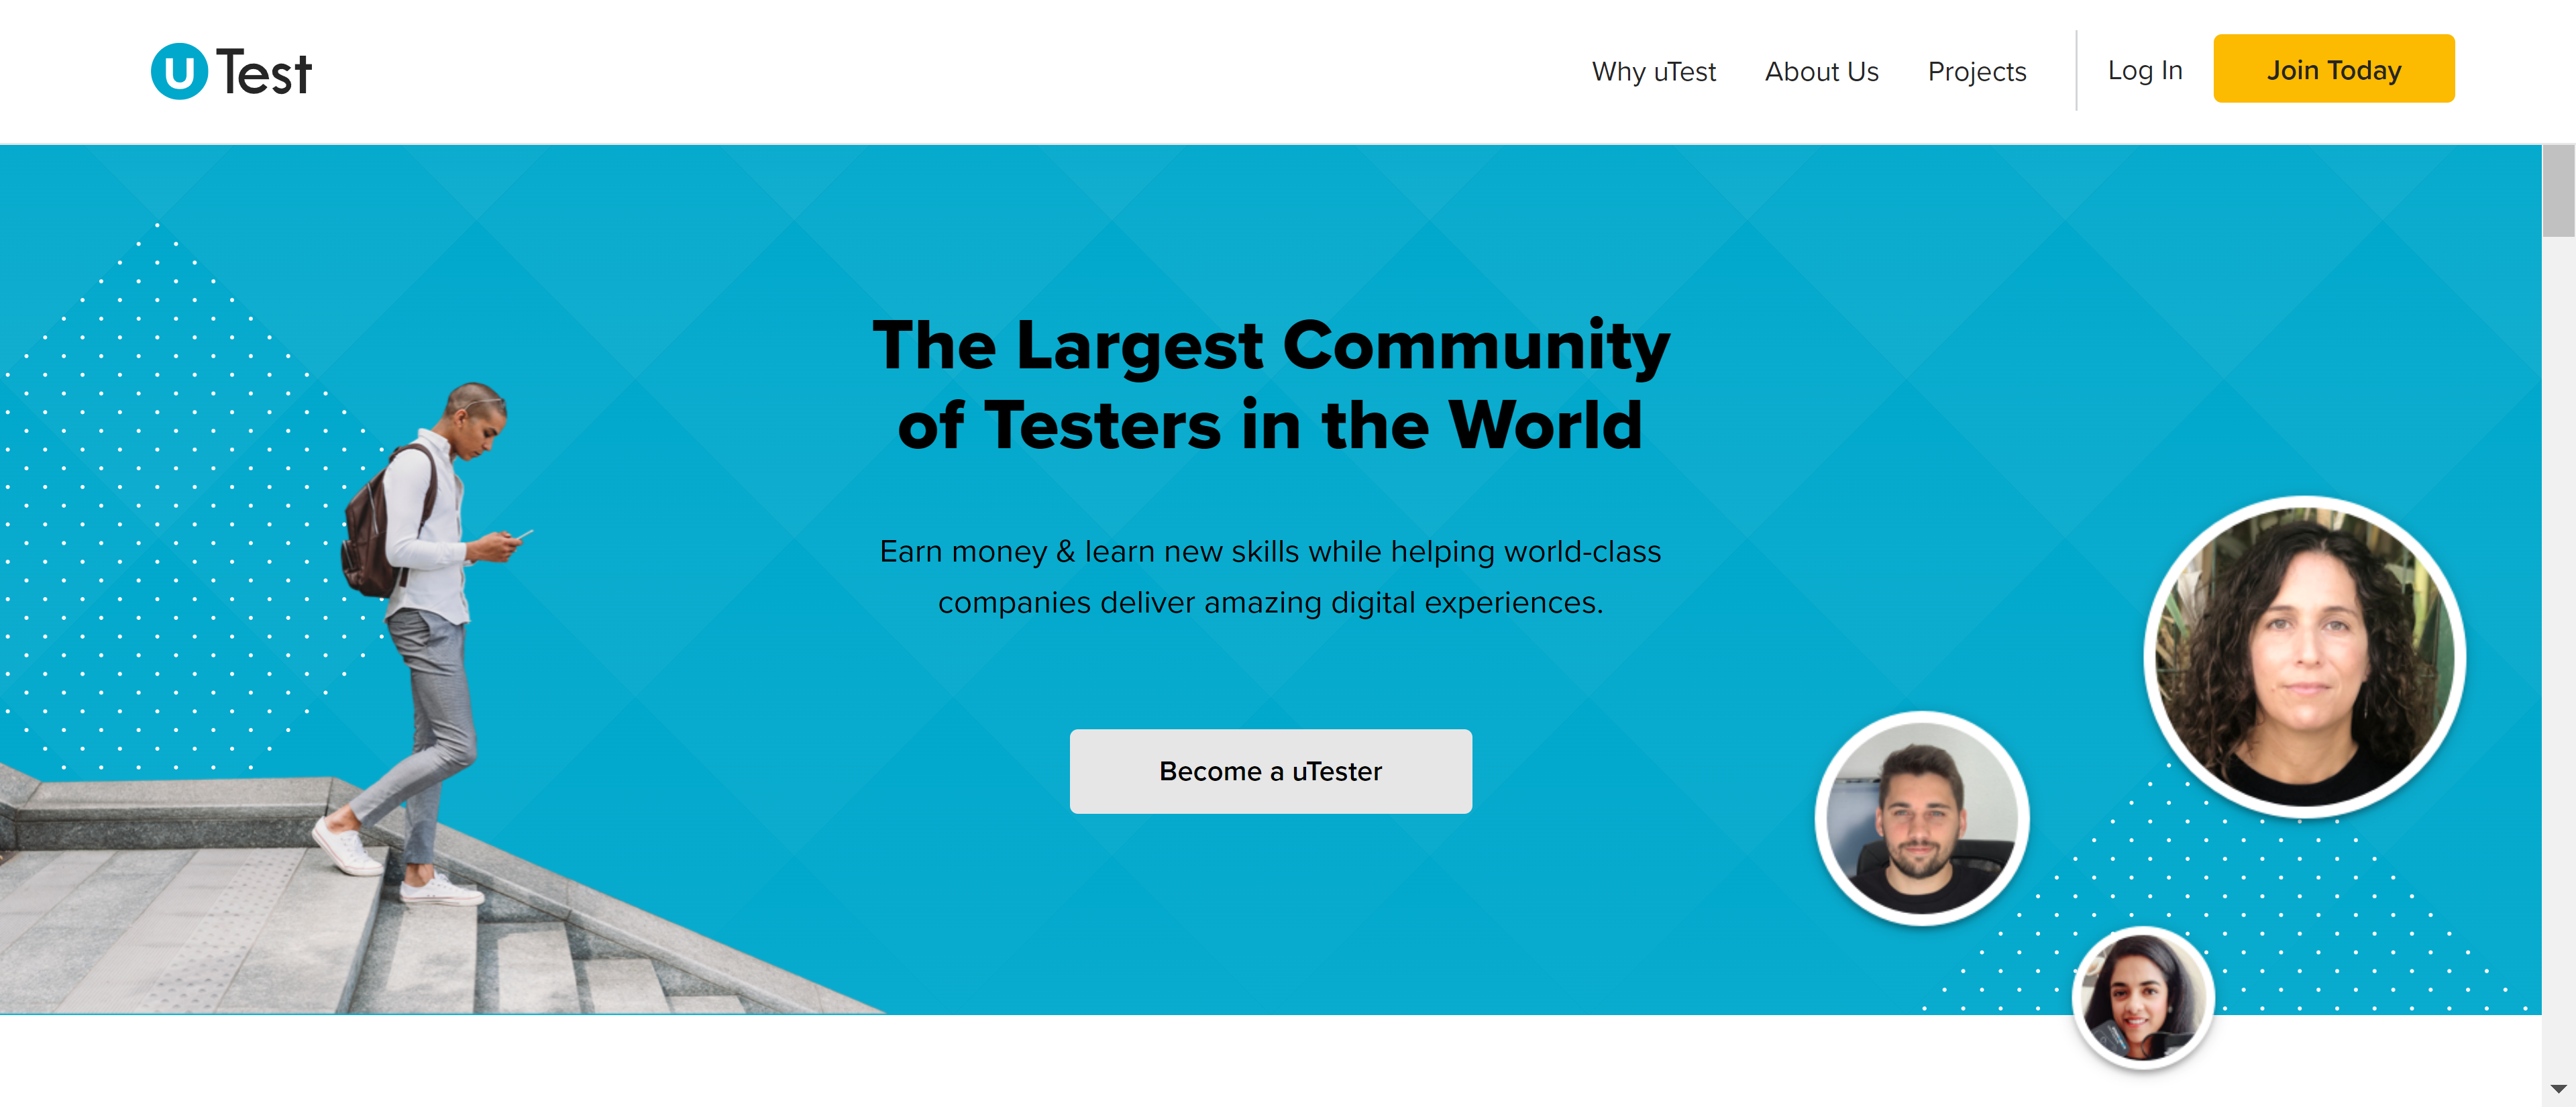 uTest
Why uTest
About Us
Projects
Log In
Join Today
The Largest Community
of Testers in the World
Earn money & learn new skills while helping world-class
companies deliver amazing digital experiences.
Become a uTester